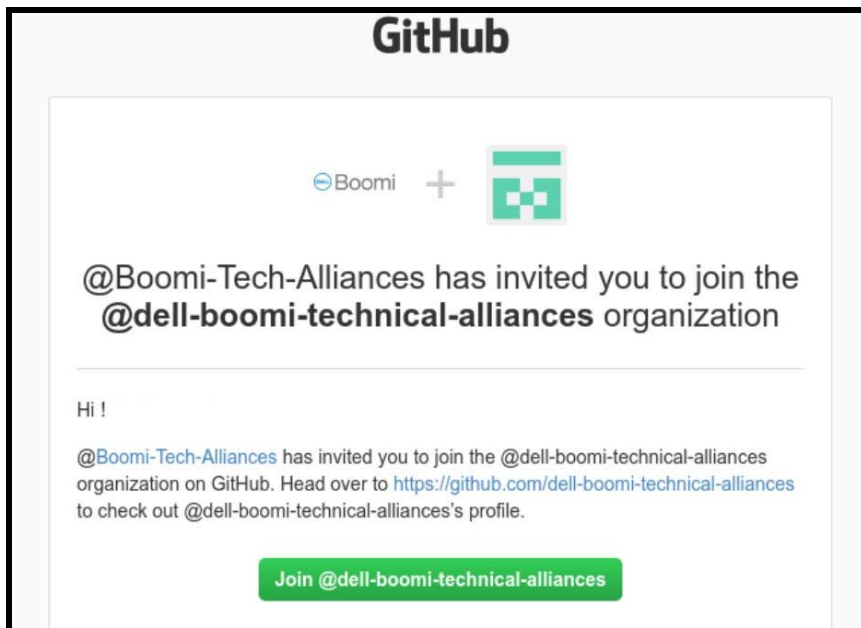 GitHub
DELL Boomi +
@Boomi-Tech-Alliances has invited you to join the
@dell-boomi-technical-alliances organization
Hi !
@Boomi-Tech-Alliances has invited you to join the @dell-boomi-technical-alliances
organization on GitHub. Head over to https://github.com/dell-boomi-technical-alliances
to check out @dell-boomi-technical-alliances's profile.
Join @dell-boomi-technical-alliances